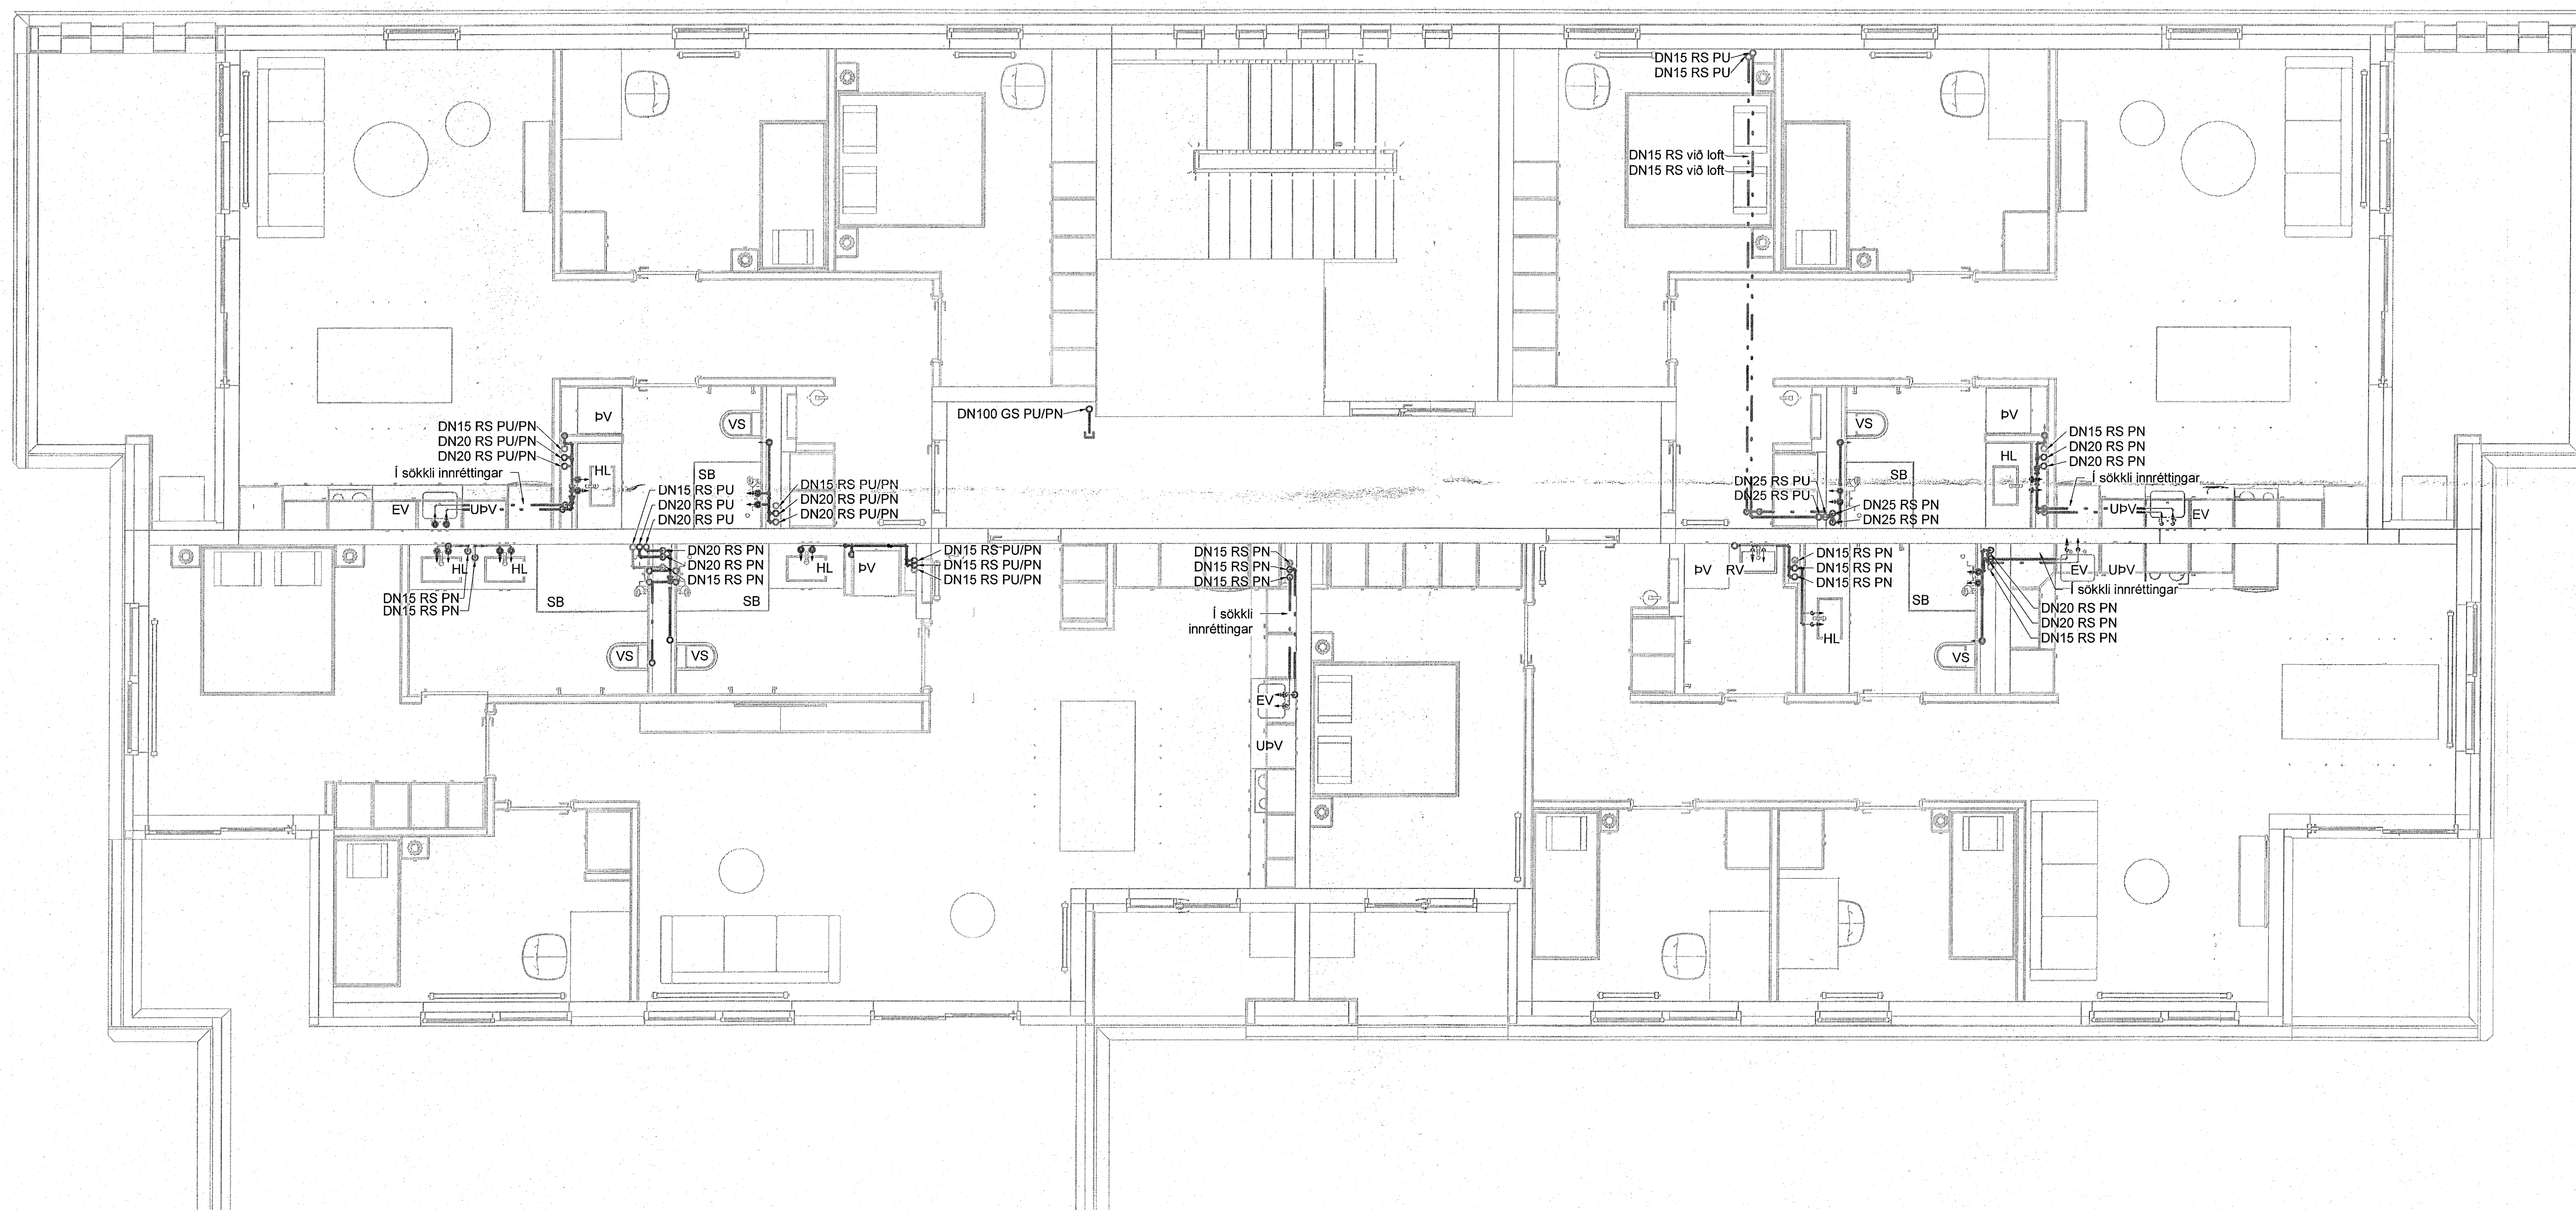 DN15 RS PU
DN15 RS PU
DN15 RS við loft
DN15 RS við loft
DN100 GS PU/PN
DN15 RS PU/PN
DN20 RS PU/PN
DN20 RS PU/PN
Í sökkli innréttingar
ÞV
HL
VS
SB
EV
UÞV
DN15 RS PU
DN20 RS PU
DN20 RS PU
DN15 RS PU/PN
DN20 RS PU/PN
DN20 RS PU/PN
DN25 RS PU
DN25 RS PU
VS
SB
DN25 RS PN
DN25 RS PN
ÞV
HL
DN15 RS PN
DN20 RS PN
DN20 RS PN
Í sökkli innréttingar
UÞV
EV
HL
HL
DN15 RS PN
DN15 RS PN
SB
DN20 RS PN
DN20 RS PN
DN15 RS PN
SB
HL
ÞV
DN15 RS PU/PN
DN15 RS PU/PN
DN15 RS PU/PN
VS
VS
DN15 RS PN
DN15 RS PN
DN15 RS PN
Í sökkli
innréttingar
EV
UÞV
ÞV
RV
DN15 RS PN
DN15 RS PN
DN15 RS PN
HL
SB
VS
EV
UÞV
Í sökkli innréttingar
DN20 RS PN
DN20 RS PN
DN15 RS PN